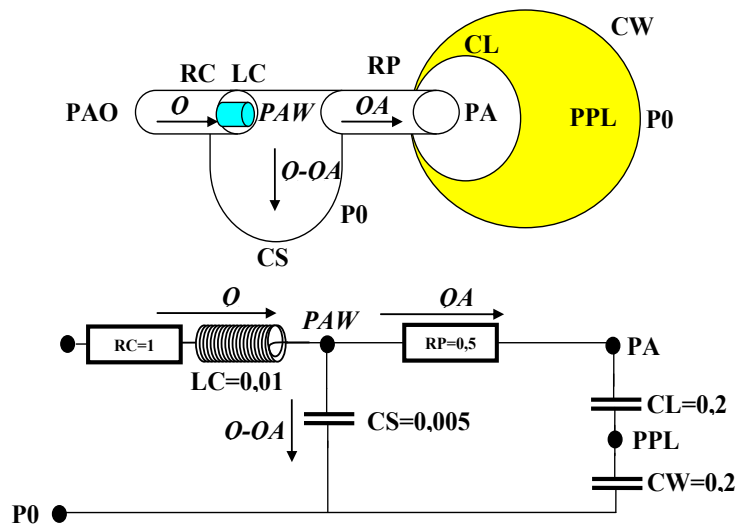 CW
CL
RC LC RP
PAO O PAW OA PA PPL P0
O-OA
P0
CS
O OA
PAW
RC=1 RP=0,5 PA
LC=0,01
CL=0,2
O-OA CS=0,005
PPL
CW=0,2
P0